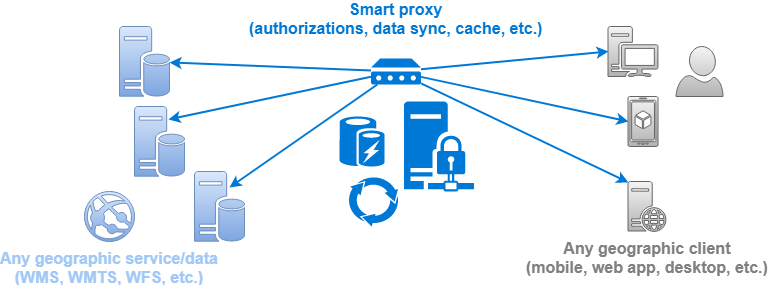 Smart proxy
(authorizations, data sync, cache, etc.)
Any geographic service/data
(WMS, WMTS, WFS, etc.)
Any geographic client
(mobile, web app, desktop, etc.)